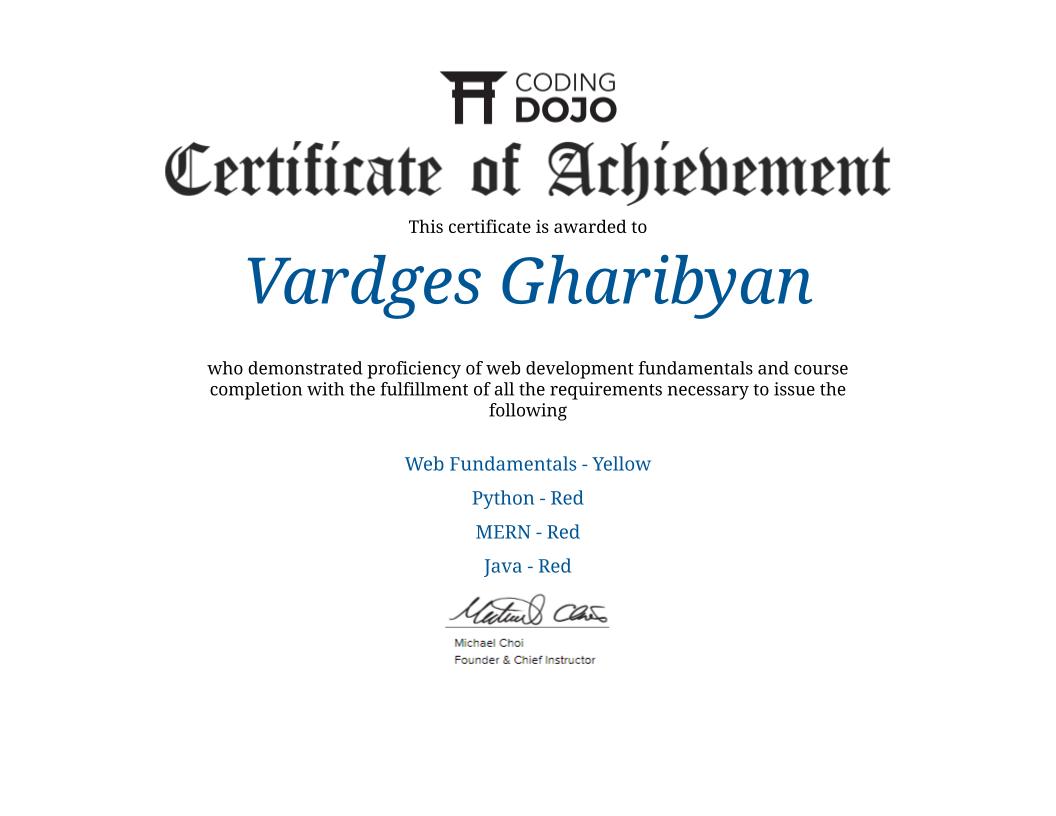 CODING
DOJO
Certificate of Achievement
This certificate is awarded to
Vardges Gharibyan
who demonstrated proficiency of web development fundamentals and course
completion with the fulfillment of all the requirements necessary to issue the
following
Web Fundamentals - Yellow
Python - Red
MERN - Red
Java - Red
Michael Choi
Founder & Chief Instructor